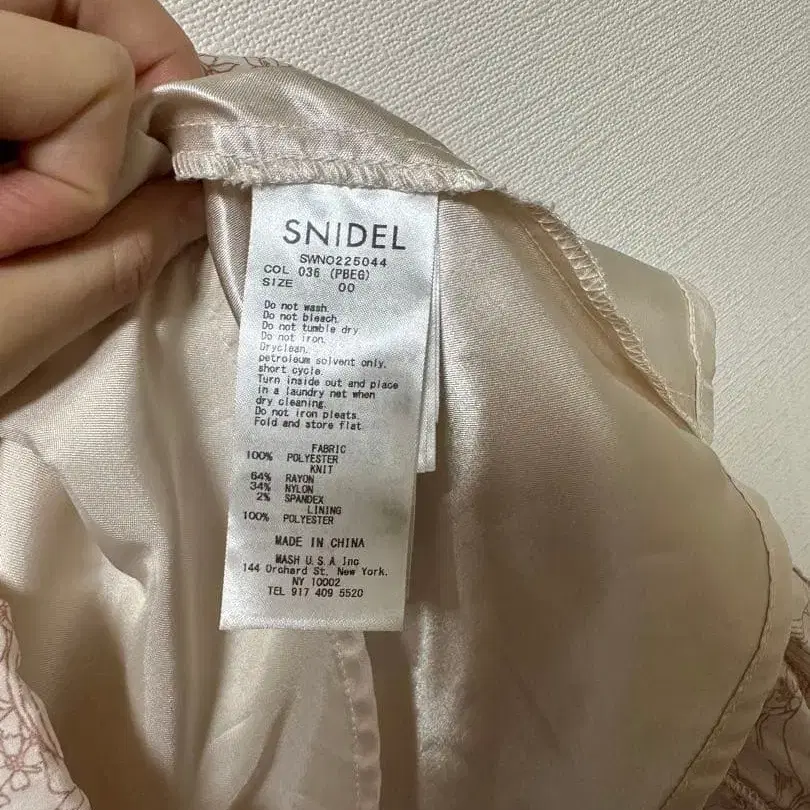 SNIDEL
SWNO225044
COL 036 (PBEG)
SIZE 00
Do not wash.
Do not bleach.
Do not tumble dry
Do not iron.
Dryclean,
petroleum solvent only,
short cycle.
Turn inside out and place
in a laundry net when
dry cleaning.
Do not iron pleats.
Fold and store flat.
FABRIC
100% POLYESTER
KNIT
64% RAYON
34% NYLON
2% SPANDEX
LINING
100% POLYESTER
MADE IN CHINA
MASH U.S.A Inc
144 Orchard St, New York.
NY 10002
TEL 917 409 5520